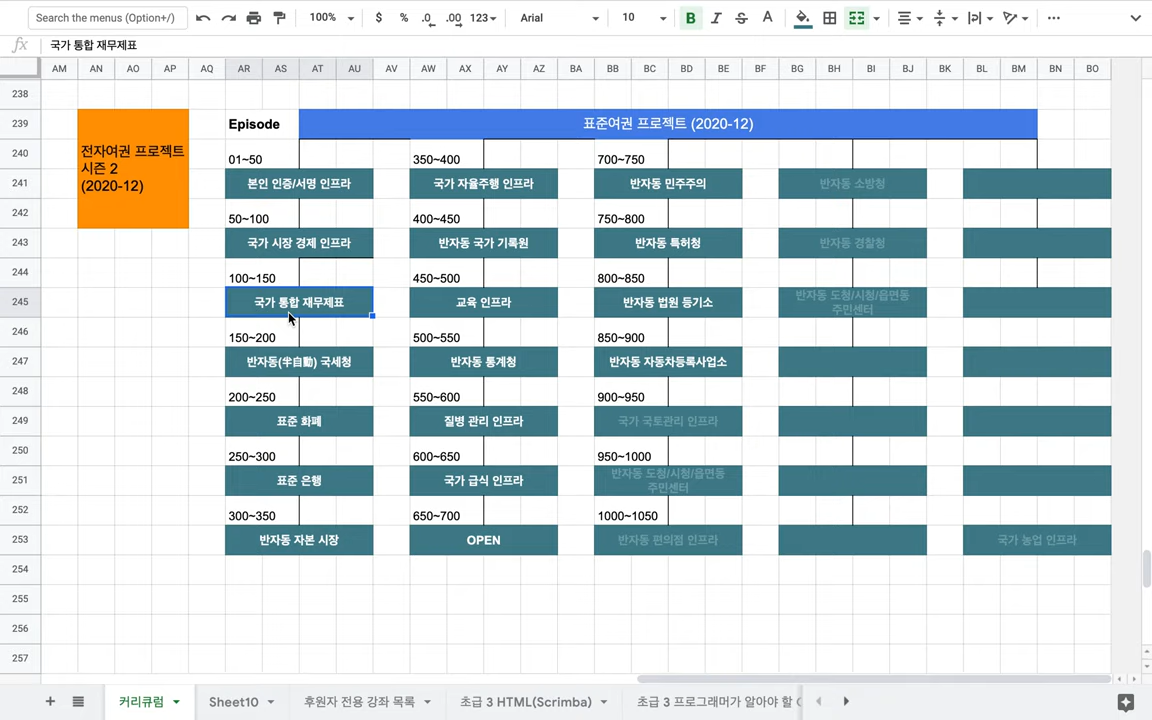 Search the menus (Option+/)
100%
$ % .0 .00 123
Arial
10
B I S A
fx 국가 통합 재무제표
AM AN AO AP AQ AR AS AT AU AV AW AX AY AZ BA BB BC BD BE BF BG BH BI BJ BK BL BM BN BO
238
239
전자여권 프로젝트
시즌 2
(2020-12)
Episode
표준여권 프로젝트 (2020-12)
240
01~50
350~400
700~750
241
본인 인증/서명 인프라
국가 자율주행 인프라
반자동 민주주의
반자동 소방청
242
50~100
400~450
750~800
243
국가 시장 경제 인프라
반자동 국가 기록원
반자동 특허청
반자동 경찰청
244
100~150
450~500
800~850
245
국가 통합 재무제표
교육 인프라
반자동 법원 등기소
반자동 도청/시청/읍면동
주민센터
246
150~200
500~550
850~900
247
반자동(半自動) 국세청
반자동 통계청
반자동 자동차등록사업소
248
200~250
550~600
900~950
249
표준 화폐
질병 관리 인프라
국가 국토관리 인프라
250
250~300
600~650
950~1000
251
표준 은행
국가 급식 인프라
반자동 도청/시청/읍면동
주민센터
252
300~350
650~700
1000~1050
253
반자동 자본 시장
OPEN
반자동 편의점 인프라
국가 농업 인프라
254
255
256
257
커리큘럼
Sheet10
후원자 전용 강좌 목록
초급 3 HTML(Scrimba)
초급 3 프로그래머가 알아야 할